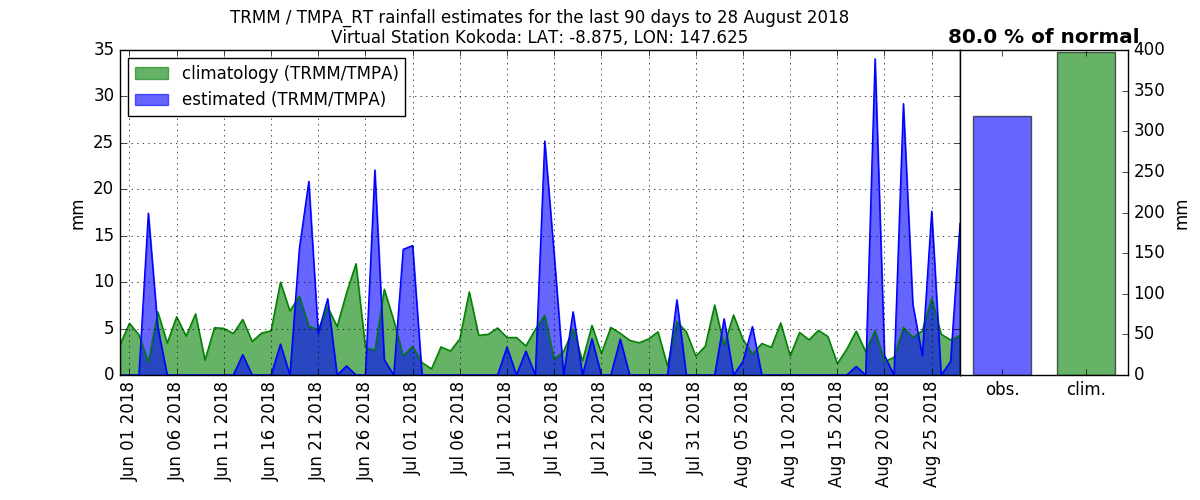 TRMM / TMPA_RT rainfall estimates for the last 90 days to 28 August 2018
Virtual Station Kokoda: LAT: -8.875, LON: 147.625
80.0 % of normal
climatology (TRMM/TMPA)
estimated (TRMM/TMPA)
mm
35
30
25
20
15
10
5
0
Jun 01 2018
Jun 06 2018
Jun 11 2018
Jun 16 2018
Jun 21 2018
Jun 26 2018
Jul 01 2018
Jul 06 2018
Jul 11 2018
Jul 16 2018
Jul 21 2018
Jul 26 2018
Jul 31 2018
Aug 05 2018
Aug 10 2018
Aug 15 2018
Aug 20 2018
Aug 25 2018
obs.
clim.
400
350
300
250
200
150
100
50
0
mm